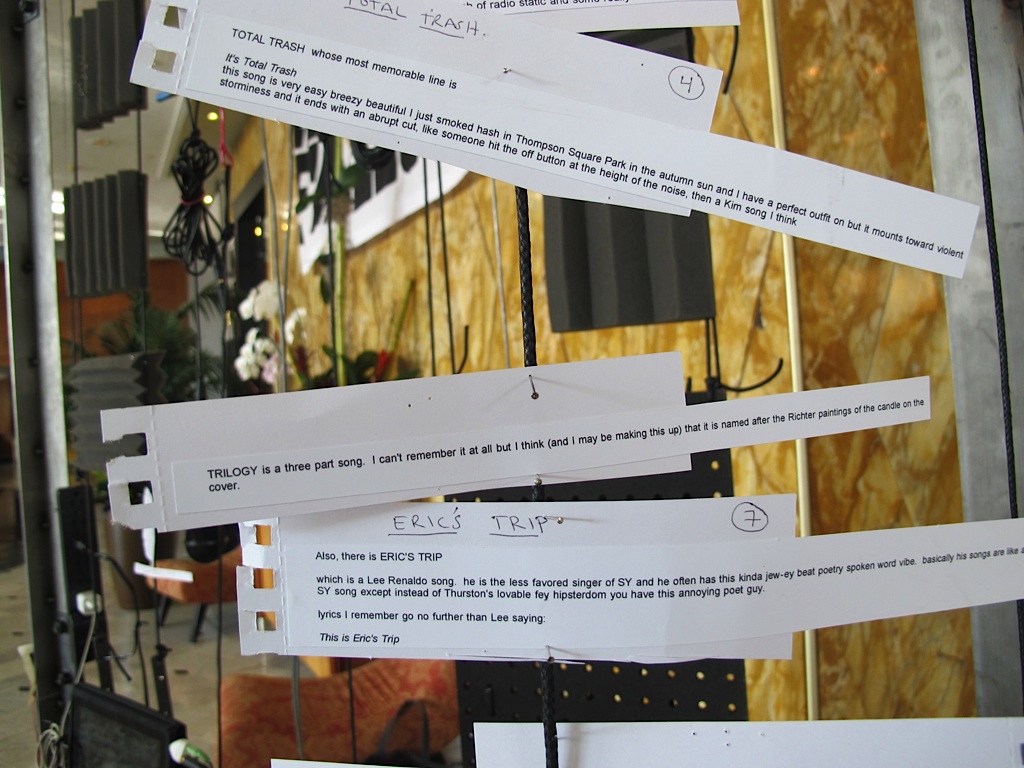 of radio static and some really
TOTAL TRASH.
4
TOTAL TRASH whose most memorable line is
It's Total Trash
this song is very easy breezy beautiful I just smoked hash in Thompson Square Park in the autumn sun and I have a perfect outfit on but it mounts toward violent
storminess and it ends with an abrupt cut, like someone hit the off button at the height of the noise, then a Kim song I think
TRILOGY is a three part song. I can't remember it at all but I think (and I may be making this up) that it is named after the Richter paintings of the candle on the
cover.
ERIC'S TRIP
7
Also, there is ERIC'S TRIP
which is a Lee Renaldo song. he is the less favored singer of SY and he often has this kinda jew-ey beat poetry spoken word vibe. basically his songs are like a
SY song except instead of Thurston's lovable fey hipsterdom you have this annoying poet guy.
lyrics I remember go no further than Lee saying:
This is Eric's Trip